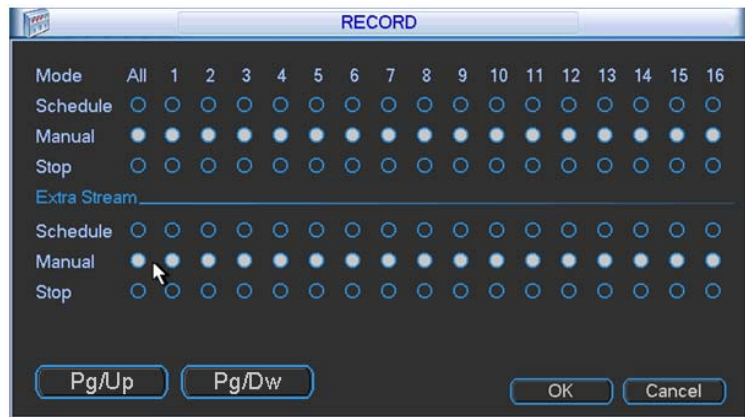 RECORD
Mode All 1 2 3 4 5 6 7 8 9 10 11 12 13 14 15 16
Schedule
Manual
Stop
Extra Stream
Schedule
Manual
Stop
Pg/Up Pg/Dw OK Cancel